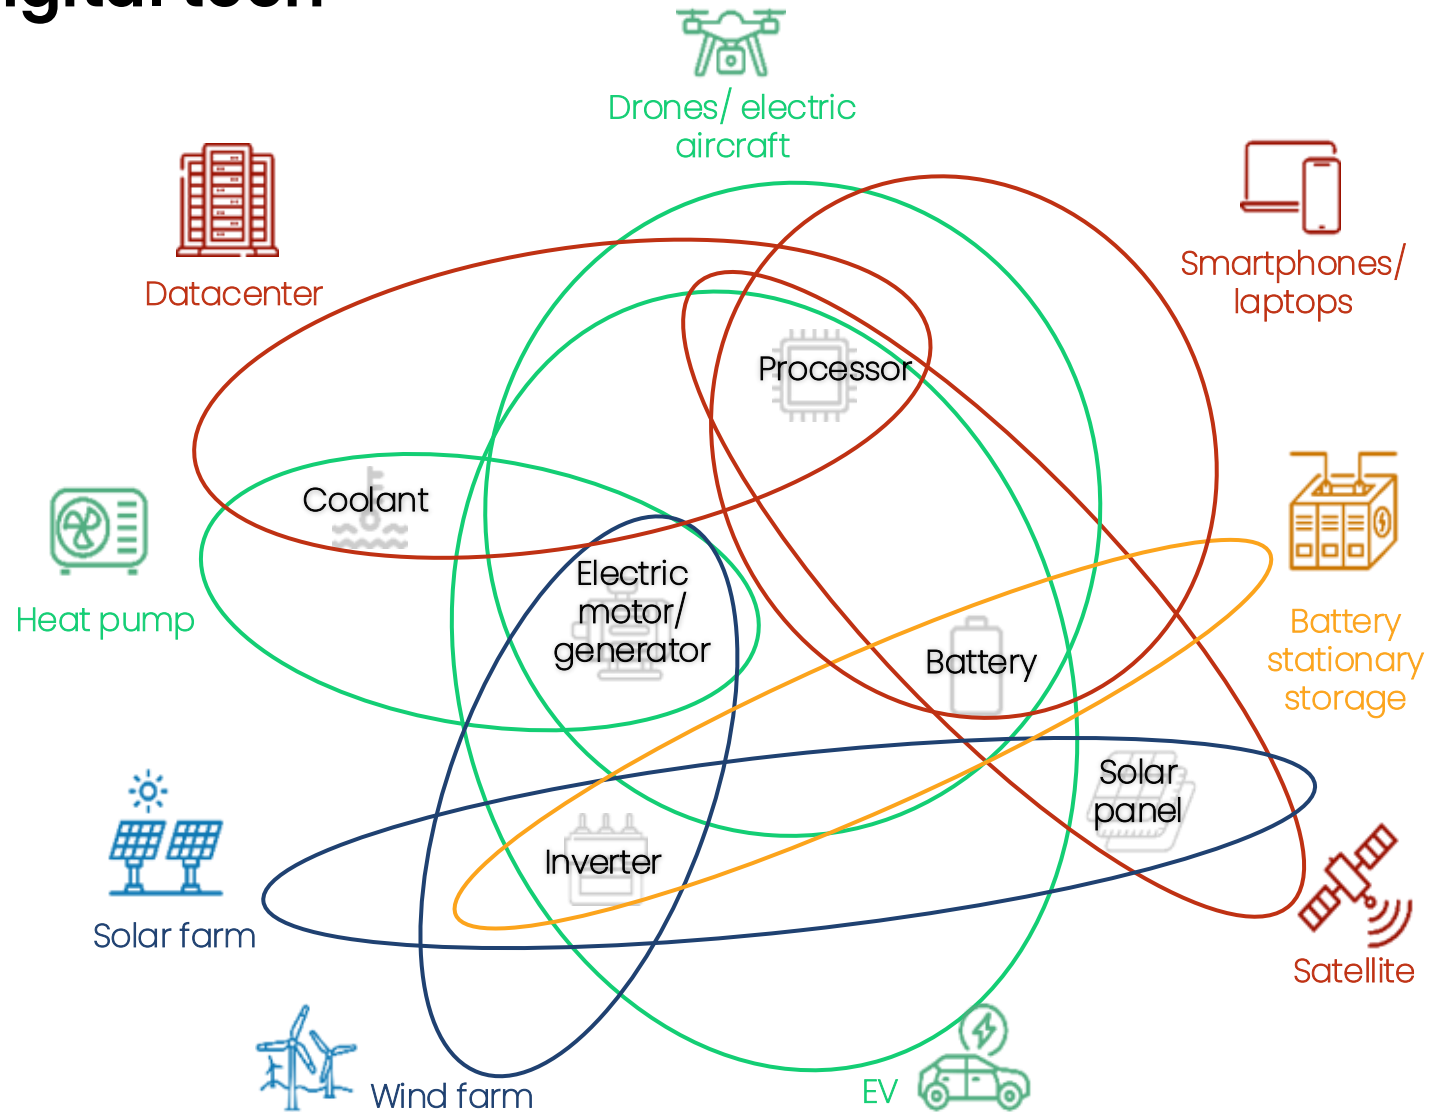 Drones/ electric
aircraft
Datacenter
Smartphones/
laptops
Processor
Coolant
Electric
motor/
generator
Heat pump
Battery
Battery
stationary
storage
Solar
panel
Inverter
Solar farm
Satellite
Wind farm
EV